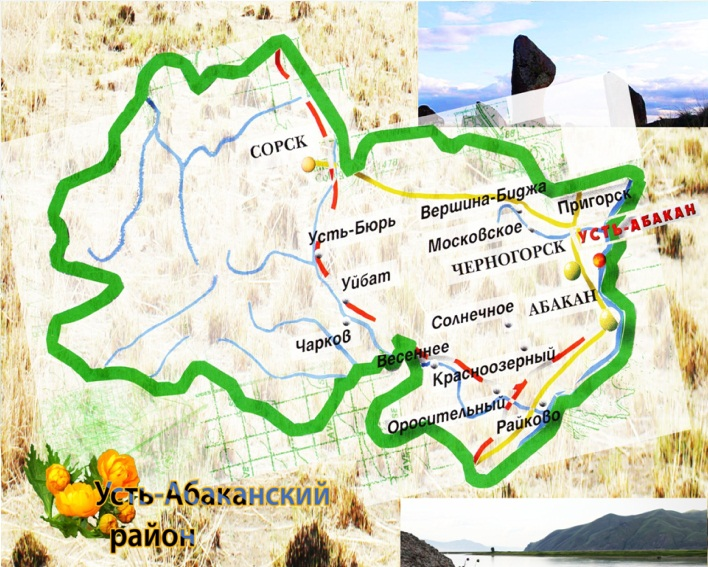 СОРСК
Вершина-Биджа
Пригорск
Усть-Бюрь
Московское
УСТЬ-АБАКАН
ЧЕРНОГОРСК
Уйбат
Солнечное
АБАКАН
Чарков
Весеннее
Красноозерный
Оросительный
Райково
Усть-Абаканский
район